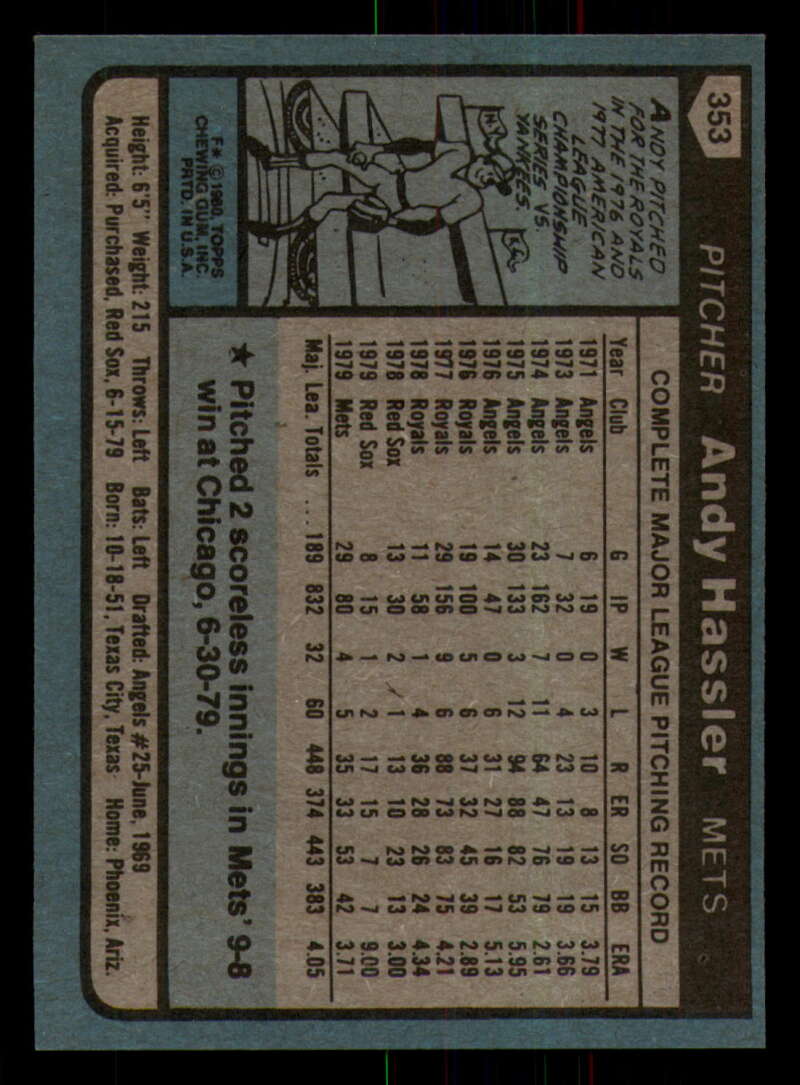 353
PITCHER Andy Hassler METS
ANDY PITCHED
FOR THE ROYALS
IN THE 1976 AND
1977 AMERICAN
LEAGUE
CHAMPIONSHIP
SERIES VS.
YANKEES.
F* © 1980, TOPPS
CHEWING GUM, INC.
PRTD. IN U.S.A.
COMPLETE MAJOR LEAGUE PITCHING RECORD
Year Club G IP W L R ER SO BB ERA
1971 Angels 6 19 0 3 10 8 13 15 3.79
1973 Angels 7 32 0 4 23 13 19 19 3.66
1974 Angels 23 162 7 11 64 47 76 79 2.61
1975 Angels 30 133 3 12 94 88 82 53 5.95
1976 Angels 14 47 0 6 31 27 16 17 5.13
1976 Royals 19 100 5 6 37 32 45 39 2.89
1977 Royals 29 156 9 6 88 73 83 75 4.21
1978 Royals 11 58 1 4 36 28 26 24 4.34
1978 Red Sox 13 30 2 1 13 10 23 13 3.00
1979 Red Sox 8 15 1 2 17 15 7 7 9.00
1979 Mets 29 80 4 5 35 33 53 42 3.71
Maj. Lea. Totals ... 189 832 32 60 448 374 443 383 4.05
★ Pitched 2 scoreless innings in Mets' 9-8
win at Chicago, 6-30-79.
Height: 6'5" Weight: 215 Throws: Left Bats: Left Drafted: Angels #25-June, 1969
Acquired: Purchased, Red Sox, 6-15-79 Born: 10-18-51, Texas City, Texas Home: Phoenix, Ariz.